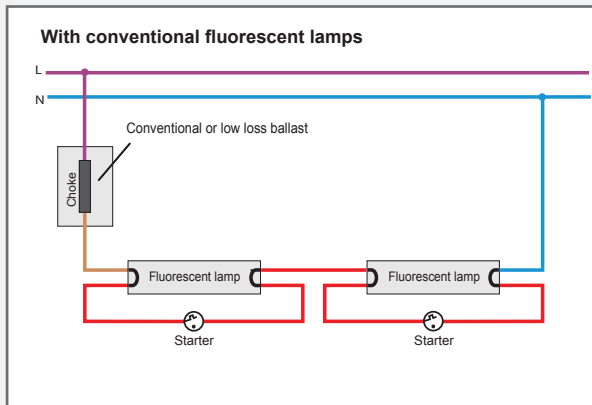 With conventional fluorescent lamps
L
N
Conventional or low loss ballast
Choke
Fluorescent lamp
Fluorescent lamp
Starter
Starter